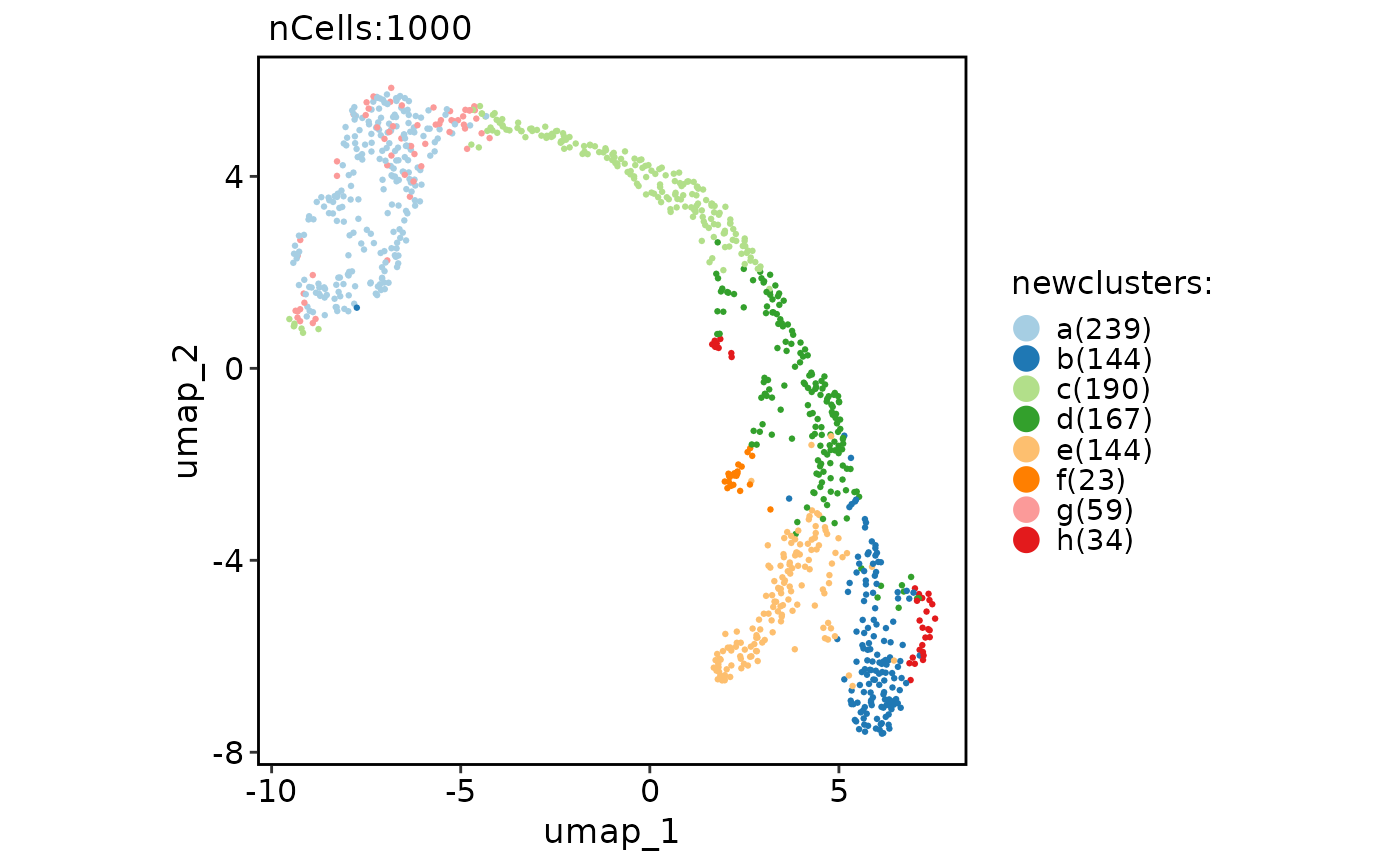 nCells:1000
umap_2
4
0
-4
-8
-10 -5 0 5
umap_1
newclusters:
a(239)
b(144)
c(190)
d(167)
e(144)
f(23)
g(59)
h(34)